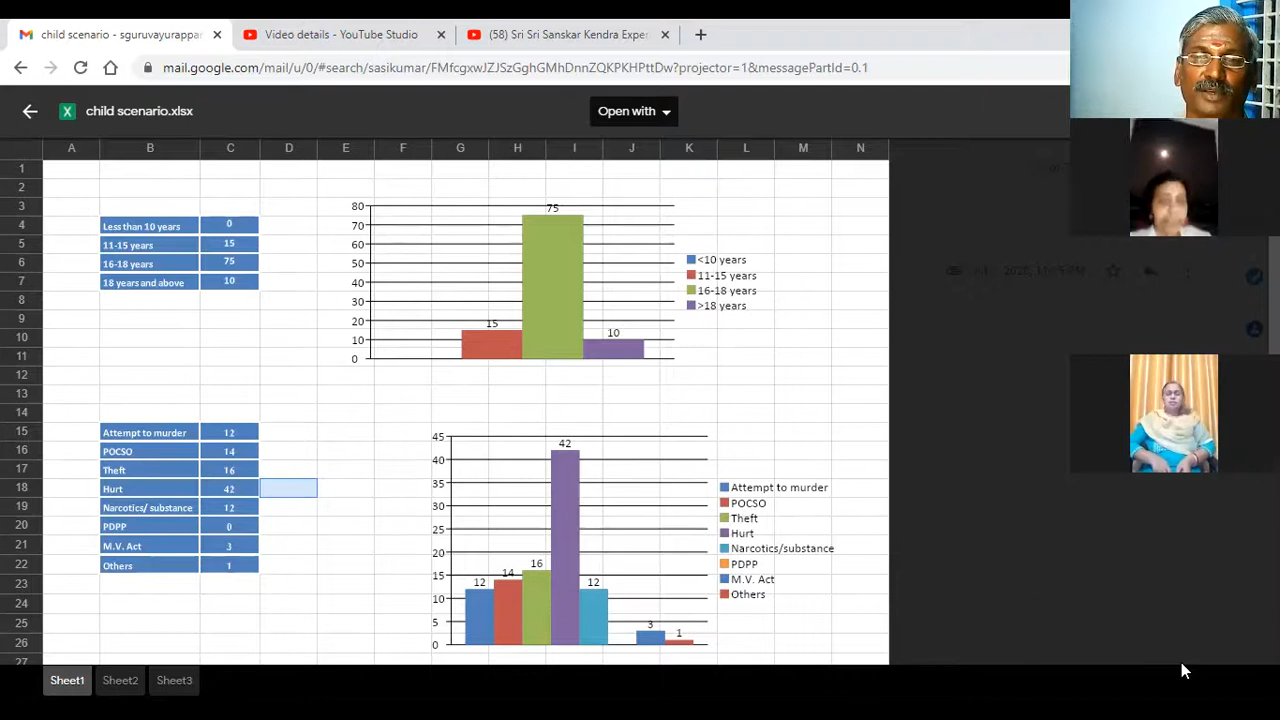 child scenario - sguruvayurappar
Video details - YouTube Studio
(58) Sri Sri Sanskar Kendra Exper
mail.google.com/mail/u/0/#search/sasikumar/FMfcgxwJZJSzGghGMhDnnZQKPKHPttDw?projector=1&messagePartId=0.1
child scenario.xlsx
Open with
A B C D E F G H I J K L M N
1
2
3
4 Less than 10 years 0
5 11-15 years 15
6 16-18 years 75
7 18 years and above 10
8
9
10
11
12
13
14
80
70
60
50
40
30
20
10
0
75
15
10
<10 years
11-15 years
16-18 years
>18 years
15 Attempt to murder 12
16 POCSO 14
17 Theft 16
18 Hurt 42
19 Narcotics/ substance 12
20 PDPP 0
21 M.V. Act 3
22 Others 1
23
24
25
26
27
45
40
35
30
25
20
15
10
5
0
42
12
14
16
12
3
1
Attempt to murder
POCSO
Theft
Hurt
Narcotics/substance
PDPP
M.V. Act
Others
Sheet1 Sheet2 Sheet3